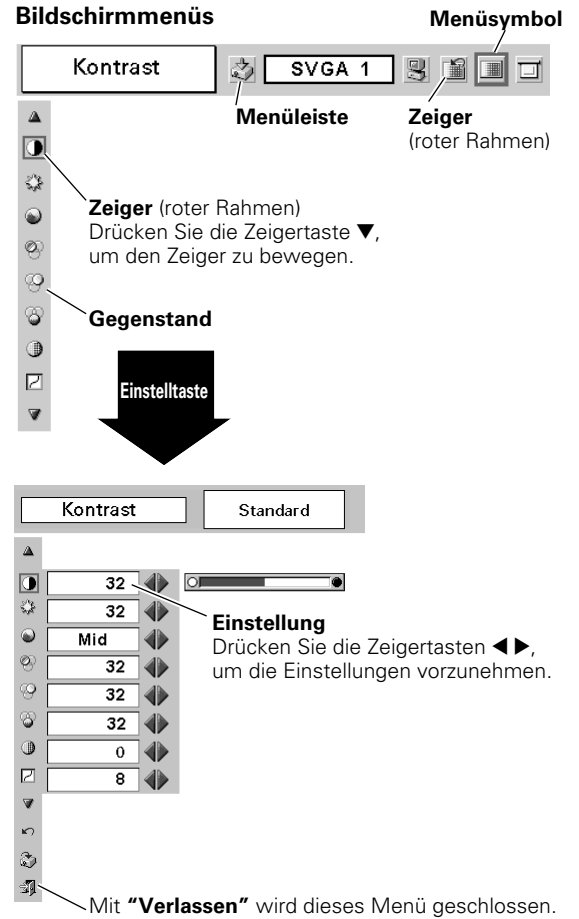 Bildschirmmenüs
Menüsymbol
Kontrast
SVGA 1
Menüleiste
Zeiger
(roter Rahmen)
Zeiger (roter Rahmen)
Drücken Sie die Zeigertaste ▼,
um den Zeiger zu bewegen.
Gegenstand
Einstelltaste
Kontrast
Standard
32
32
Mid
32
32
32
0
8
Einstellung
Drücken Sie die Zeigertasten ◀ ▶,
um die Einstellungen vorzunehmen.
Mit “Verlassen” wird dieses Menü geschlossen.